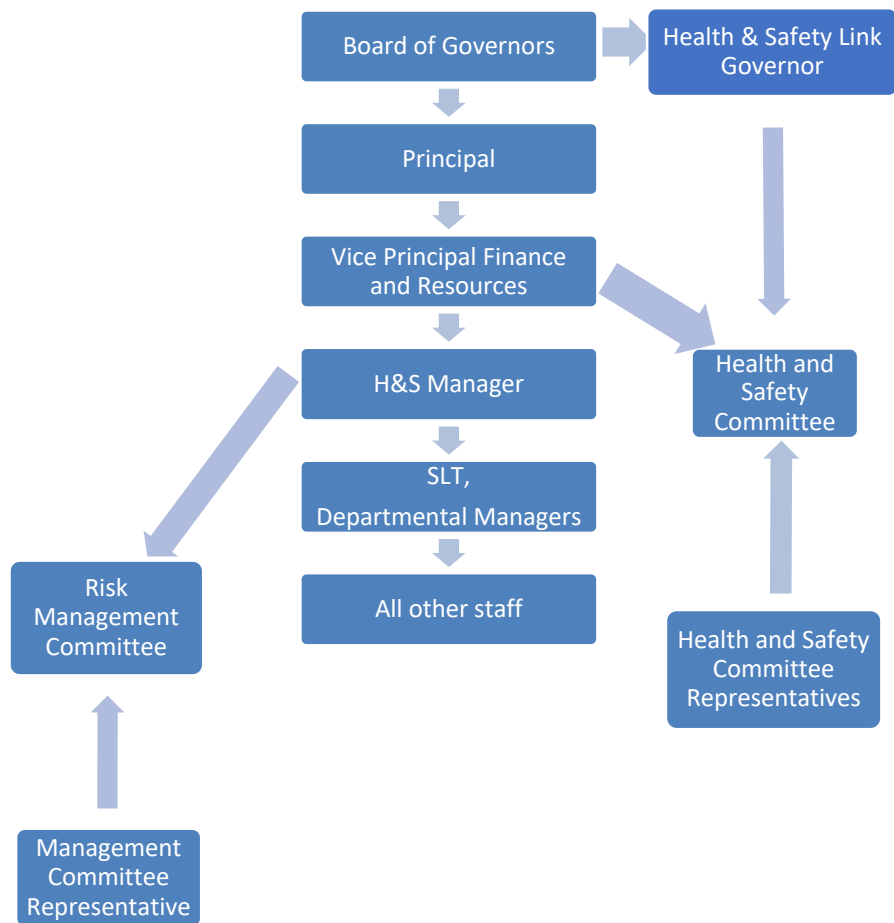 Board of Governors
Health & Safety Link
Governor
Principal
Vice Principal Finance
and Resources
H&S Manager
Health and
Safety
Committee
SLT,
Departmental Managers
Risk
Management
Committee
All other staff
Health and Safety
Committee
Representatives
Management
Committee
Representative